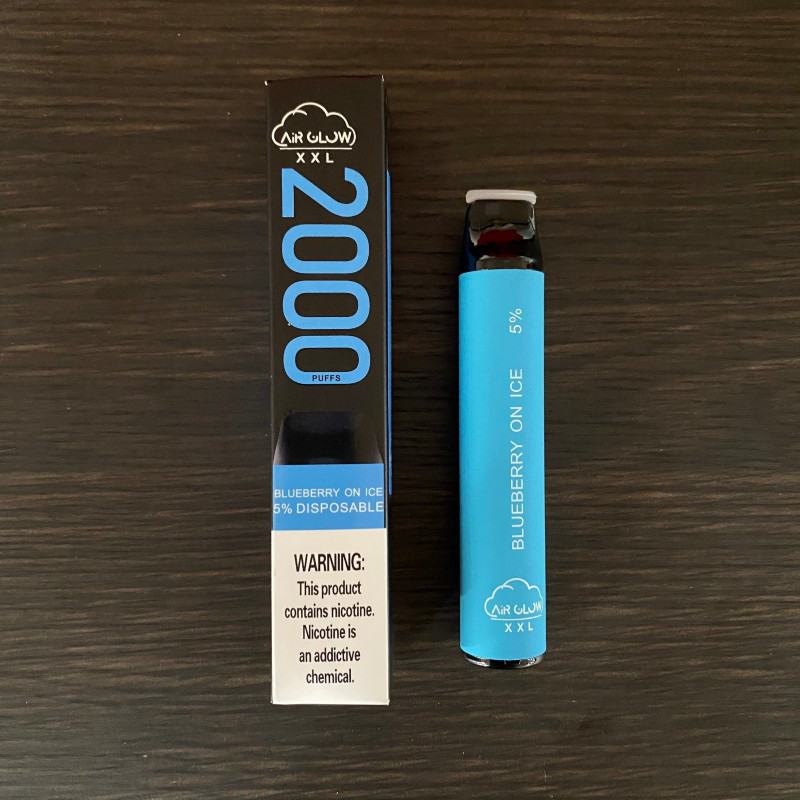 AiR GLOW
XXL
2000
PUFFS
BLUEBERRY ON ICE
5% DISPOSABLE
WARNING:
This product
contains nicotine.
Nicotine is
an addictive
chemical.
BLUEBERRY ON ICE 5%
AiR GLOW
XXL